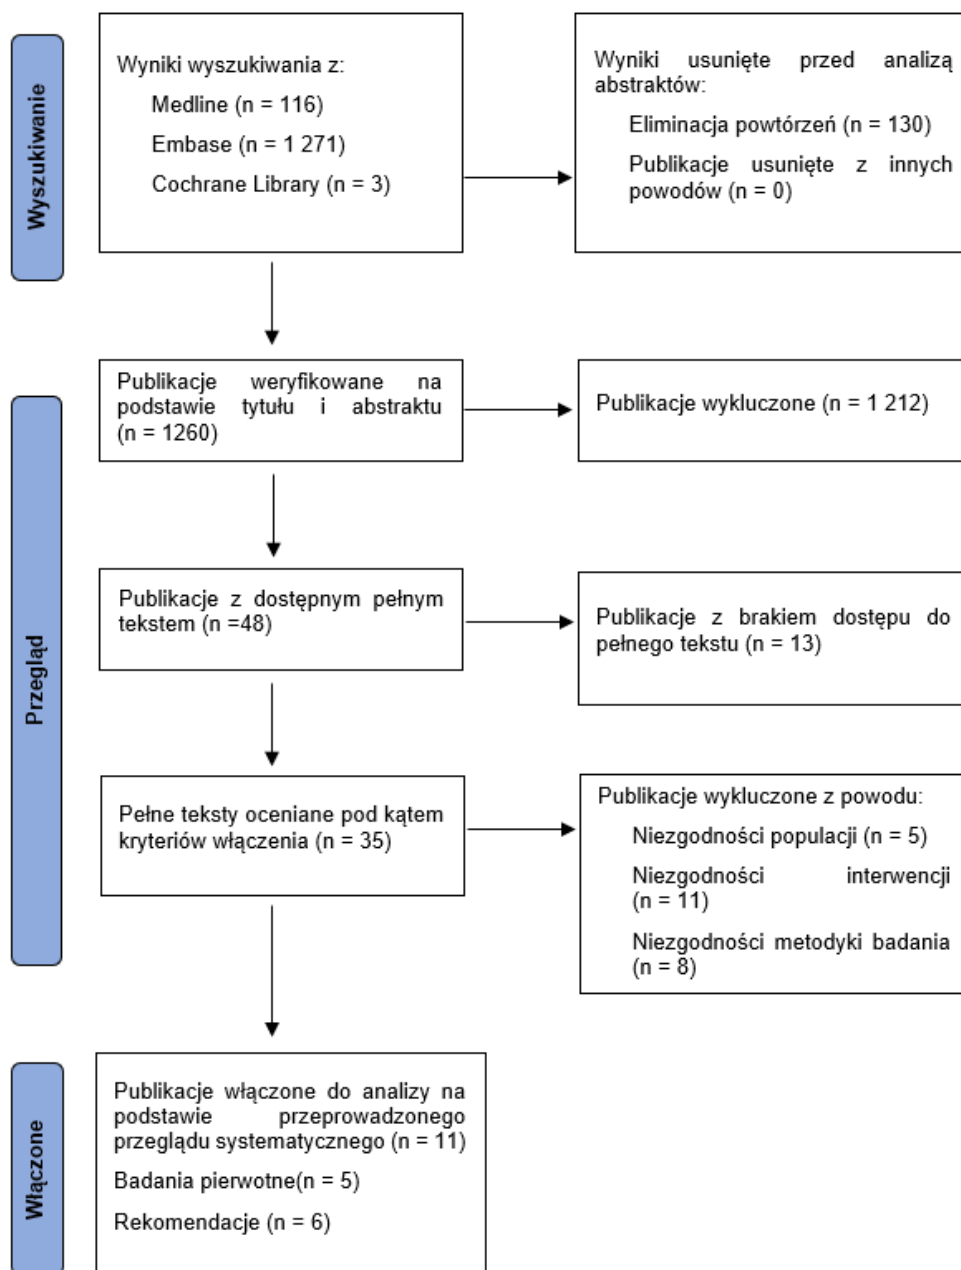 Wyszukiwanie
Wyniki wyszukiwania z:
Medline (n = 116)
Embase (n = 1 271)
Cochrane Library (n = 3)
Wyniki usunięte przed analizą
abstraktów:
Eliminacja powtórzeń (n = 130)
Publikacje usunięte z innych
powodów (n = 0)
Przegląd
Publikacje weryfikowane na
podstawie tytułu i abstraktu
(n = 1260)
Publikacje wykluczone (n = 1 212)
Publikacje z dostępnym pełnym
tekstem (n =48)
Publikacje z brakiem dostępu do
pełnego tekstu (n = 13)
Pełne teksty oceniane pod kątem
kryteriów włączenia (n = 35)
Publikacje wykluczone z powodu:
Niezgodności populacji (n = 5)
Niezgodności interwencji
(n = 11)
Niezgodności metodyki badania
(n = 8)
Włączone
Publikacje włączone do analizy na
podstawie przeprowadzonego
przeglądu systematycznego (n = 11)
Badania pierwotne(n = 5)
Rekomendacje (n = 6)